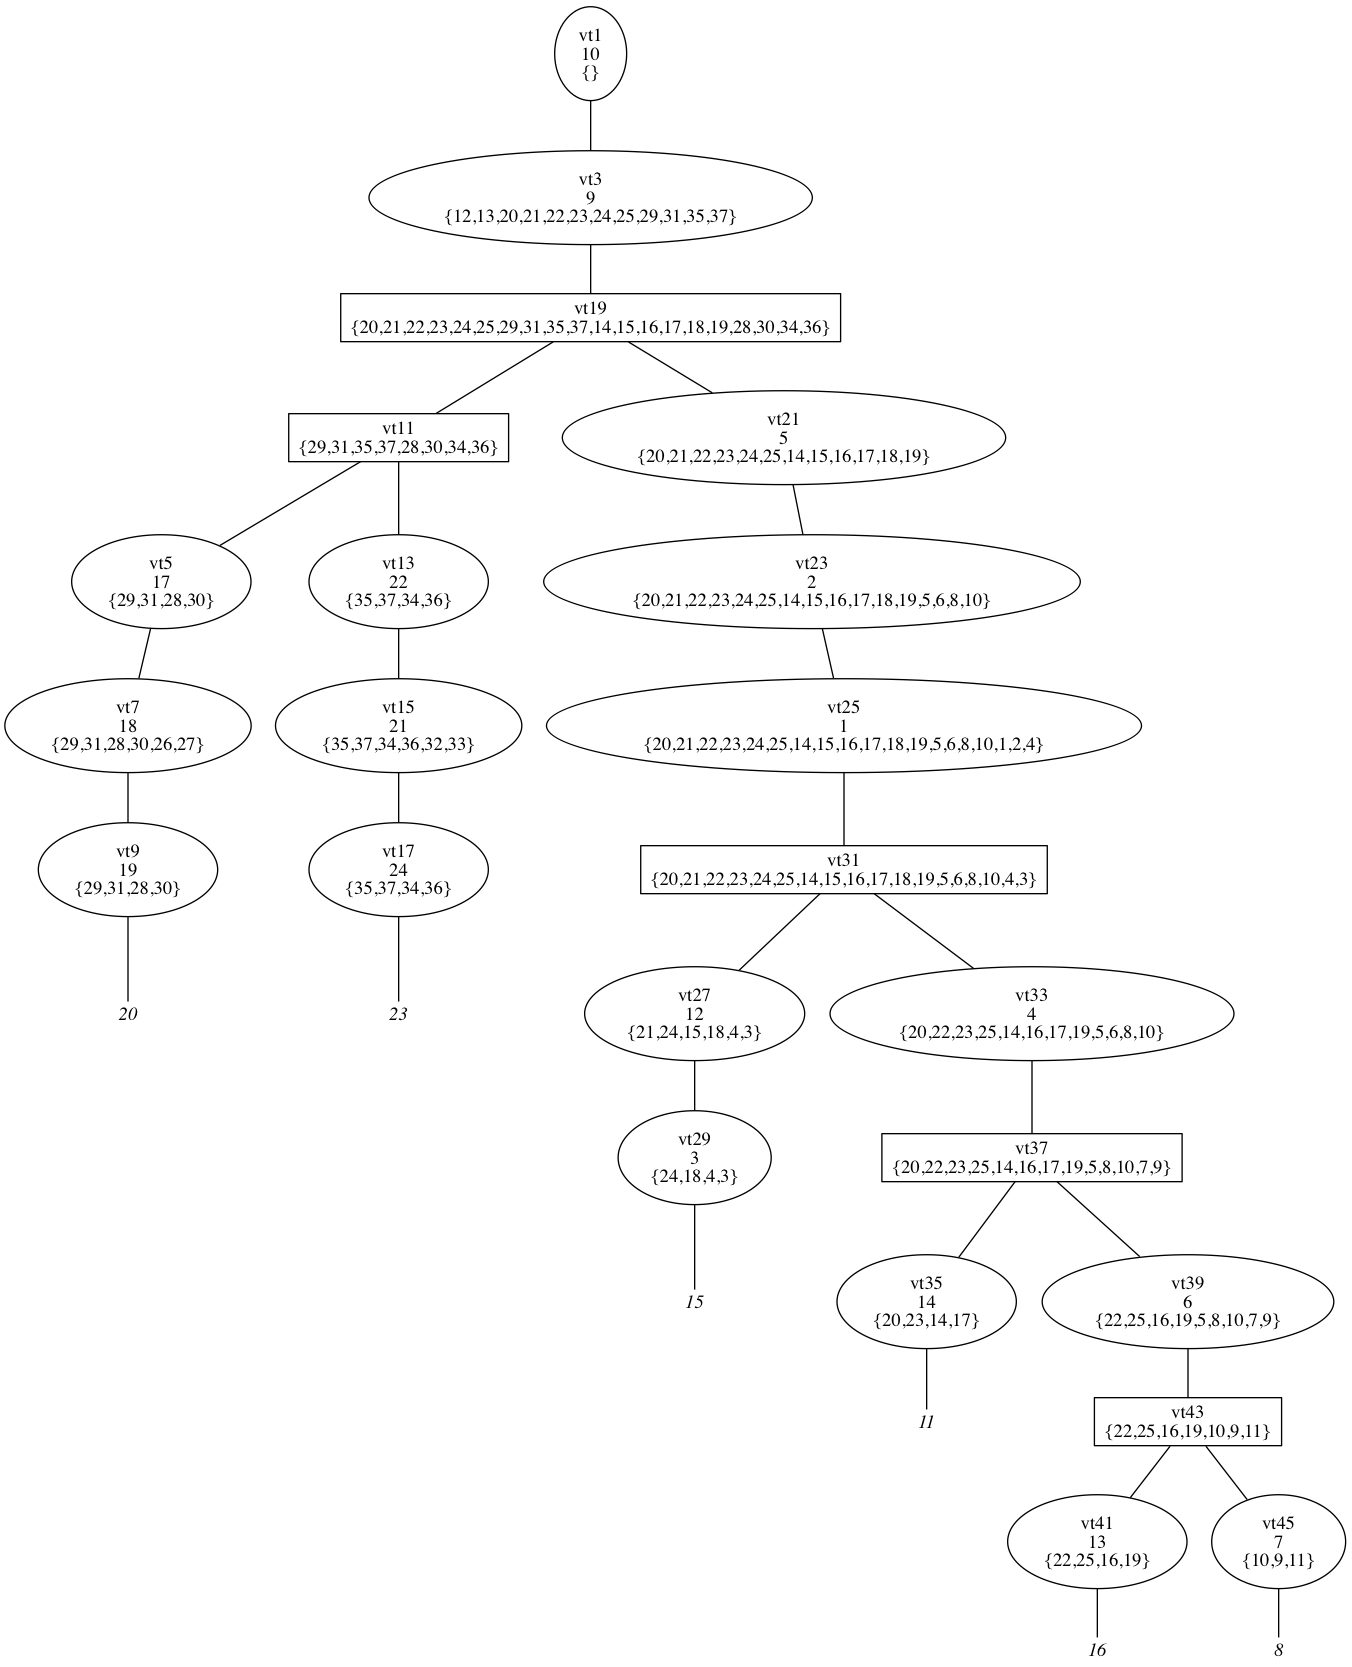 vt1
10
{}
vt3
9
{12,13,20,21,22,23,24,25,29,31,35,37}
vt19
{20,21,22,23,24,25,29,31,35,37,14,15,16,17,18,19,28,30,34,36}
vt11
{29,31,35,37,28,30,34,36}
vt21
5
{20,21,22,23,24,25,14,15,16,17,18,19}
vt5
17
{29,31,28,30}
vt13
22
{35,37,34,36}
vt23
2
{20,21,22,23,24,25,14,15,16,17,18,19,5,6,8,10}
vt7
18
{29,31,28,30,26,27}
vt15
21
{35,37,34,36,32,33}
vt25
1
{20,21,22,23,24,25,14,15,16,17,18,19,5,6,8,10,1,2,4}
vt9
19
{29,31,28,30}
vt17
24
{35,37,34,36}
vt31
{20,21,22,23,24,25,14,15,16,17,18,19,5,6,8,10,4,3}
20
23
vt27
12
{21,24,15,18,4,3}
vt33
4
{20,22,23,25,14,16,17,19,5,6,8,10}
vt29
3
{24,18,4,3}
vt37
{20,22,23,25,14,16,17,19,5,8,10,7,9}
15
vt35
14
{20,23,14,17}
vt39
6
{22,25,16,19,5,8,10,7,9}
11
vt43
{22,25,16,19,10,9,11}
vt41
13
{22,25,16,19}
vt45
7
{10,9,11}
16
8